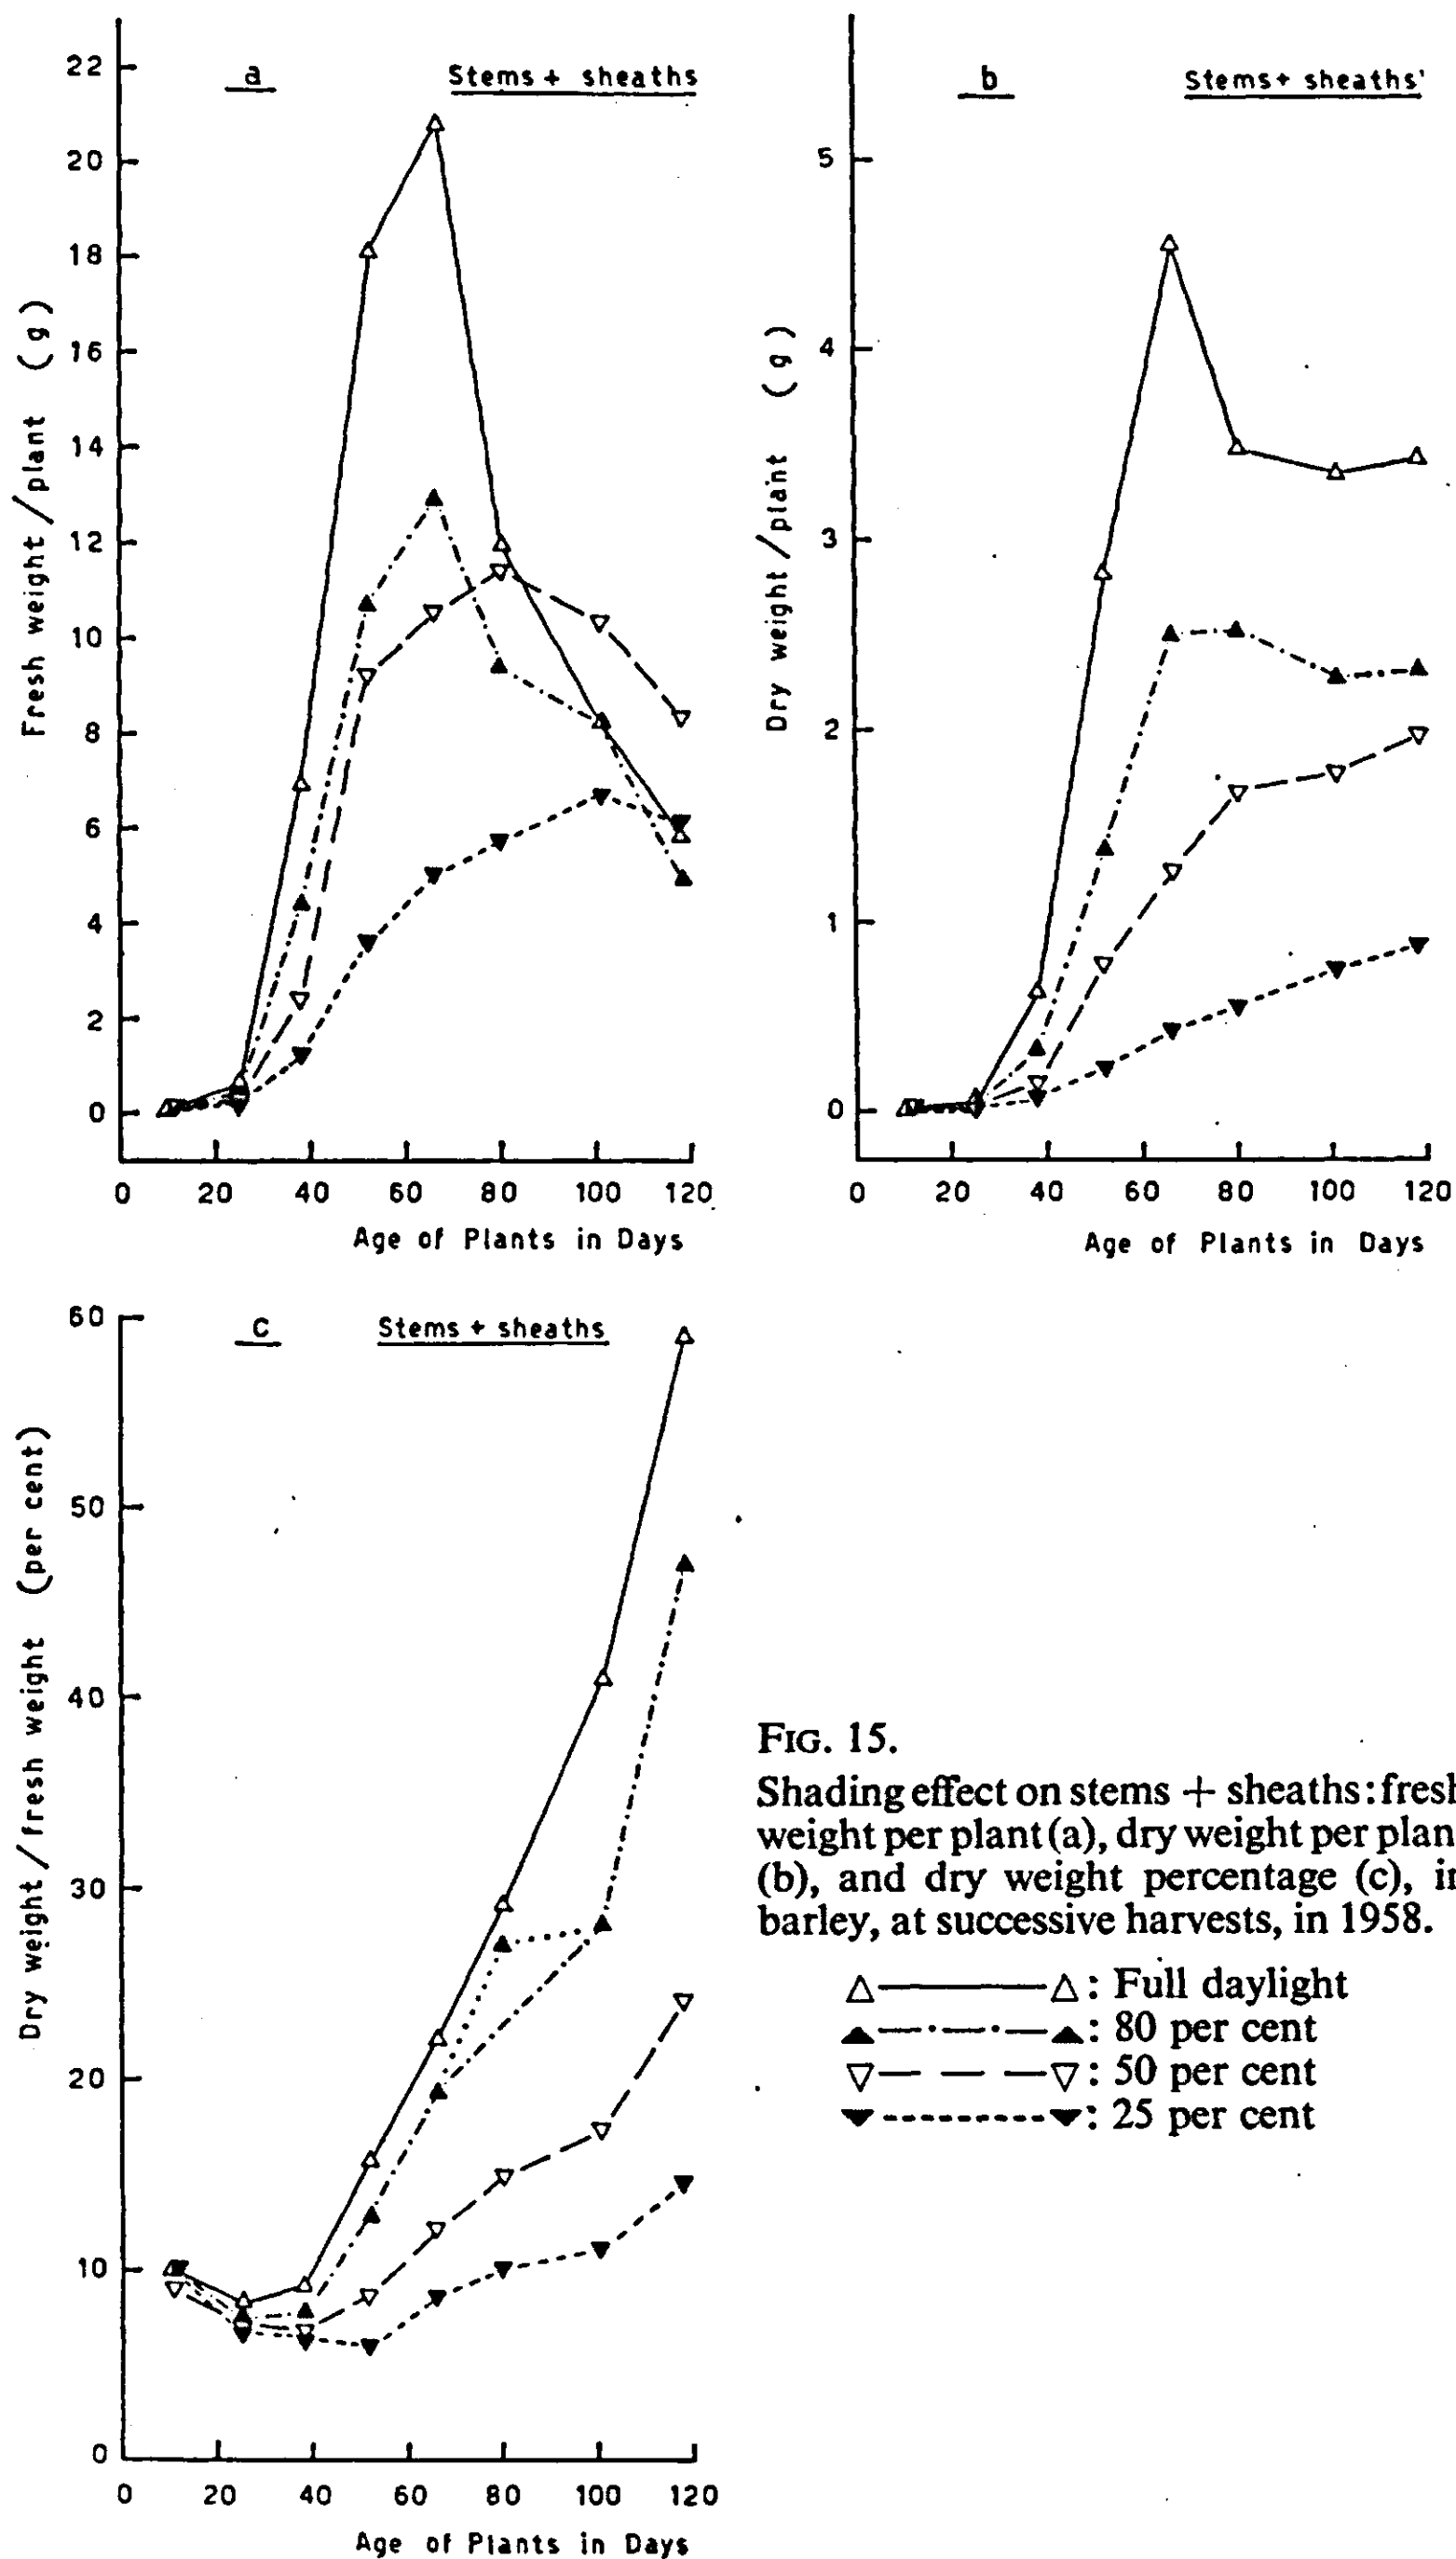 a Stems + sheaths
22
20
18
16
14
12
10
8
6
4
2
0
Fresh weight/plant (g)
0 20 40 60 80 100 120
Age of Plants in Days
b Stems + sheaths
5
4
3
2
1
0
Dry weight/plant (g)
0 20 40 60 80 100 120
Age of Plants in Days
c Stems + sheaths
60
50
40
30
20
10
0
Dry weight/fresh weight (per cent)
0 20 40 60 80 100 120
Age of Plants in Days
FIG. 15.
Shading effect on stems + sheaths: fresh
weight per plant (a), dry weight per plan
(b), and dry weight percentage (c), in
barley, at successive harvests, in 1958.
△———△: Full daylight
▲—·—·—▲: 80 per cent
▽— — —▽: 50 per cent
▼--------▼: 25 per cent